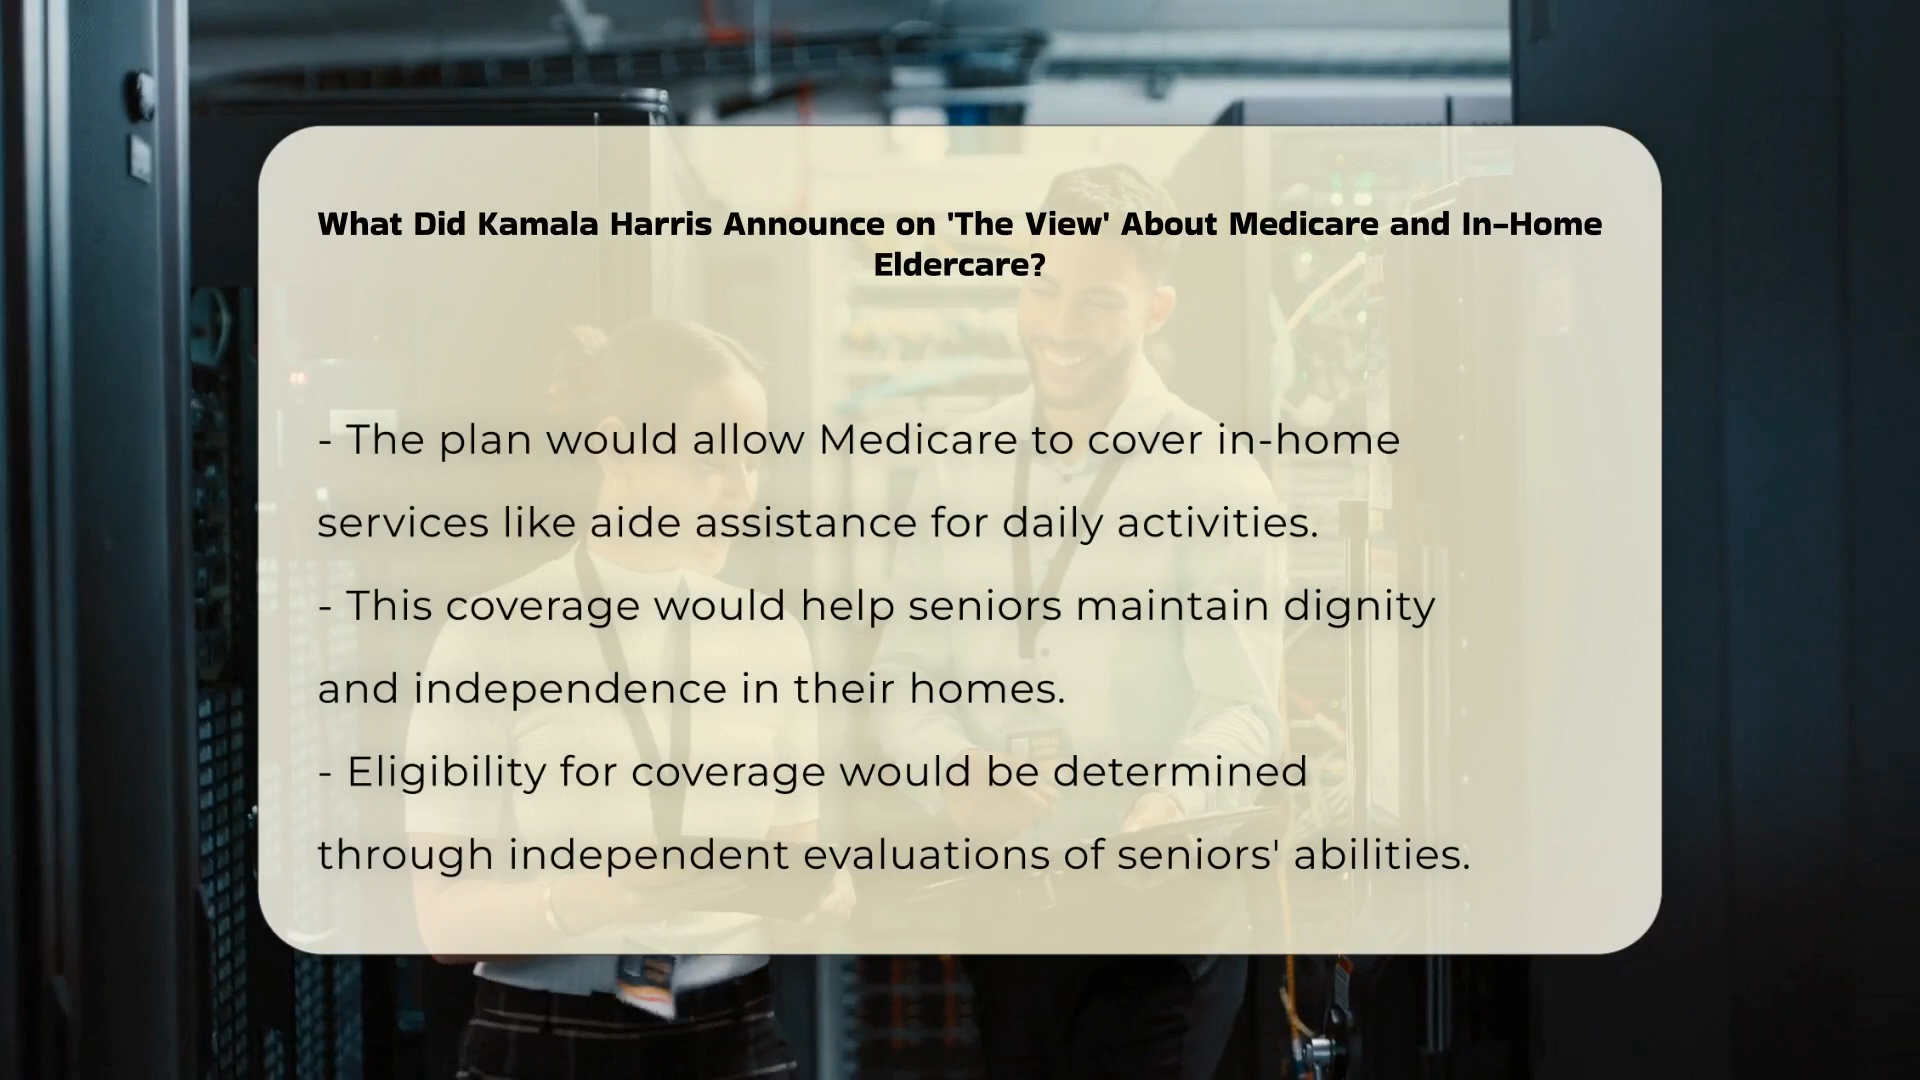 What Did Kamala Harris Announce on 'The View' About Medicare and In-Home
Eldercare?
- The plan would allow Medicare to cover in-home
services like aide assistance for daily activities.
- This coverage would help seniors maintain dignity
and independence in their homes.
- Eligibility for coverage would be determined
through independent evaluations of seniors' abilities.